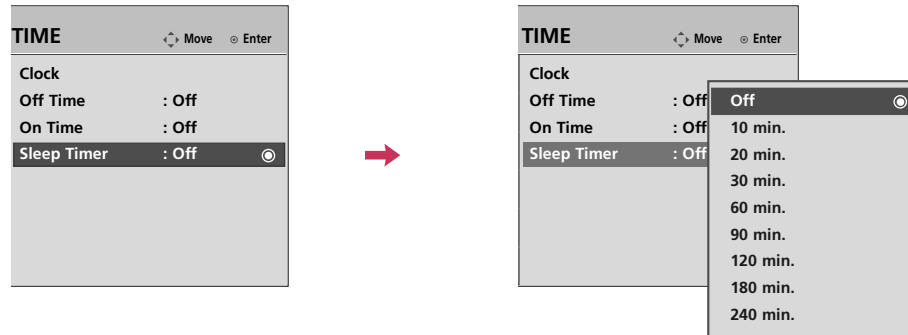 TIME Move Enter
Clock
Off Time : Off
On Time : Off
Sleep Timer : Off
TIME Move Enter
Clock
Off Time : Off
On Time : Off
Sleep Timer : Off
Off
10 min.
20 min.
30 min.
60 min.
90 min.
120 min.
180 min.
240 min.